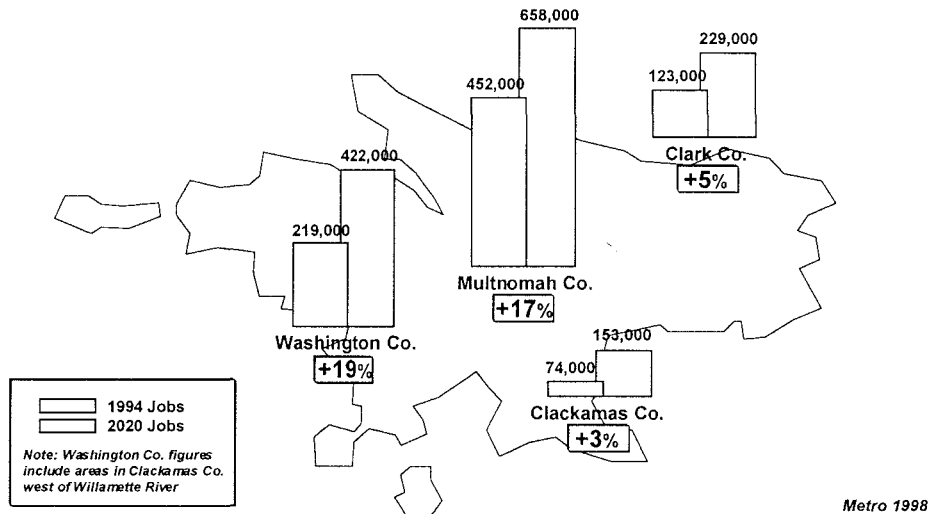 658,000
452,000
229,000
123,000
Clark Co.
+5%
422,000
219,000
Multnomah Co.
+17%
Washington Co.
+19%
153,000
74,000
Clackamas Co.
+3%
1994 Jobs
2020 Jobs
Note: Washington Co. figures
include areas in Clackamas Co.
west of Willamette River
Metro 1998